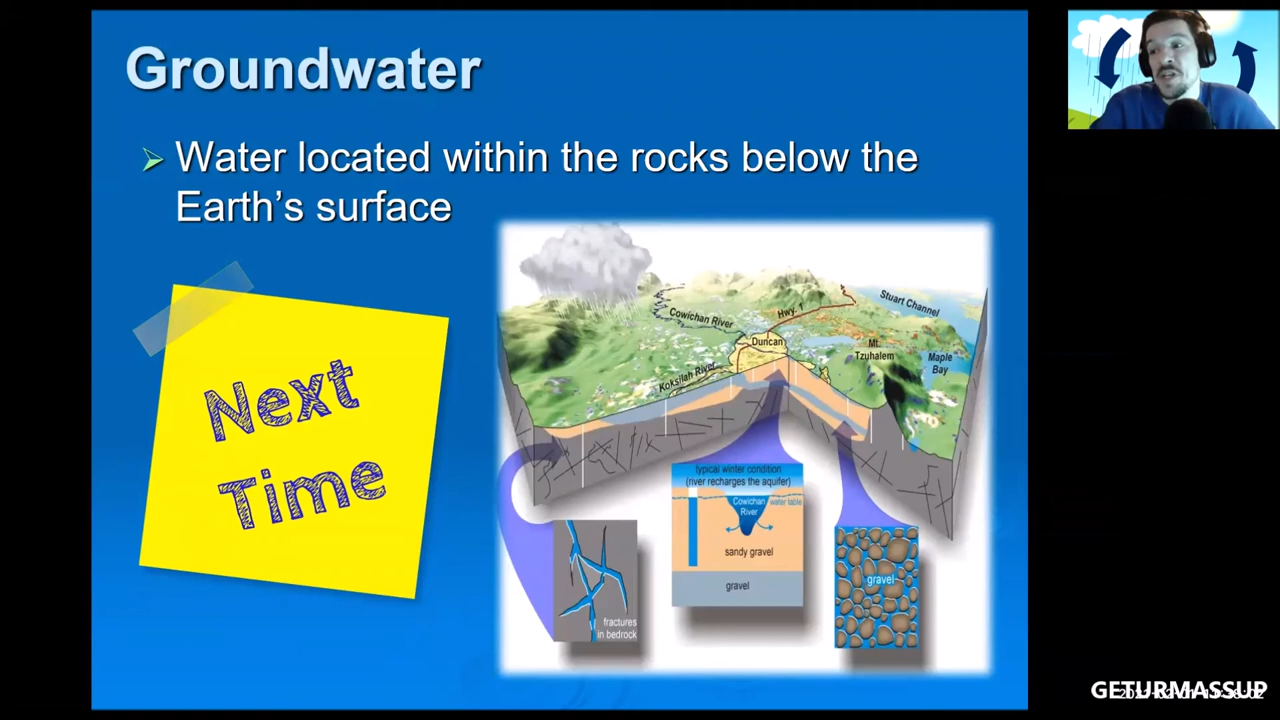 Groundwater
Water located within the rocks below the
Earth's surface
Next
Time
Cowichan River
Hwy. 1
Stuart Channel
Duncan
Mt.
Tzuhalem
Maple
Bay
Koksilah River
typical winter condition
(river recharges the aquifer)
Cowichan
River
water table
sandy gravel
gravel
fractures
in bedrock
gravel
GETURMASSUP